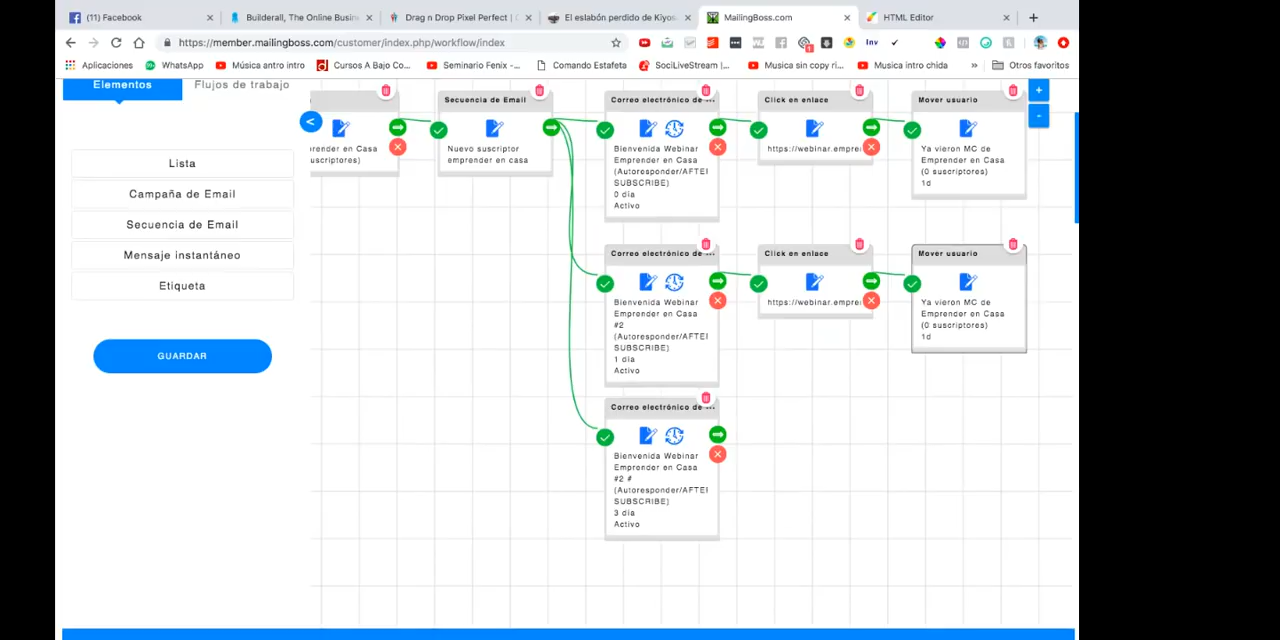 (11) Facebook
Builderall, The Online Busin
Drag n Drop Pixel Perfect | C
El eslabón perdido de Kiyos
MailingBoss.com
HTML Editor
https://member.mailingboss.com/customer/index.php/workflow/index
Aplicaciones
WhatsApp
Música antro intro
Cursos A Bajo Co...
Seminario Fenix -...
Comando Estafeta
SociLiveStream |...
Musica sin copy ri...
Musica intro chida
»
Otros favoritos
Elementos
Flujos de trabajo
Lista
Campaña de Email
Secuencia de Email
Mensaje instantáneo
Etiqueta
GUARDAR
<
+
-
render en Casa
uscriptores)
Secuencia de Email
Nuevo suscriptor
emprender en casa
Correo electrónico de ...
Bienvenida Webinar
Emprender en Casa
(Autoresponder/AFTER
SUBSCRIBE)
0 día
Activo
Click en enlace
https://webinar.empre
Mover usuario
Ya vieron MC de
Emprender en Casa
(0 suscriptores)
1d
Correo electrónico de ...
Bienvenida Webinar
Emprender en Casa
#2
(Autoresponder/AFTER
SUBSCRIBE)
1 día
Activo
Click en enlace
https://webinar.empre
Mover usuario
Ya vieron MC de
Emprender en Casa
(0 suscriptores)
1d
Correo electrónico de ...
Bienvenida Webinar
Emprender en Casa
#2 #
(Autoresponder/AFTER
SUBSCRIBE)
3 día
Activo